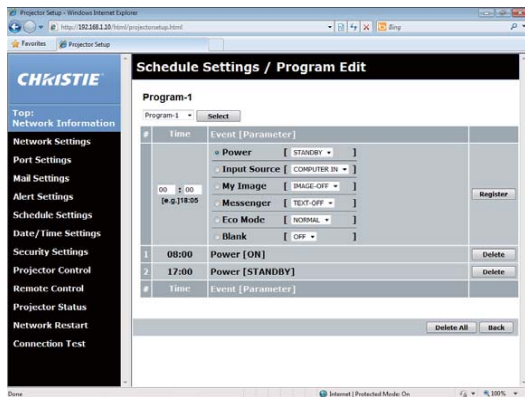 Projector Setup - Windows Internet Explorer
http://192.168.1.10/html/projectorsetup.html
Bing
Favorites Projector Setup
CHRISTIE
Top:
Network Information
Network Settings
Port Settings
Mail Settings
Alert Settings
Schedule Settings
Date/Time Settings
Security Settings
Projector Control
Remote Control
Projector Status
Network Restart
Connection Test
Schedule Settings / Program Edit
Program-1
Program-1 Select
# Time Event [Parameter]
Power [ STANDBY ]
Input Source [ COMPUTER IN ]
My Image [ IMAGE-OFF ]
00 : 00
[e.g.]18:05
Messenger [ TEXT-OFF ]
Eco Mode [ NORMAL ]
Blank [ OFF ]
Register
1 08:00 Power [ON] Delete
2 17:00 Power [STANDBY] Delete
# Time Event [Parameter]
Delete All Back
Done Internet | Protected Mode: On 100%